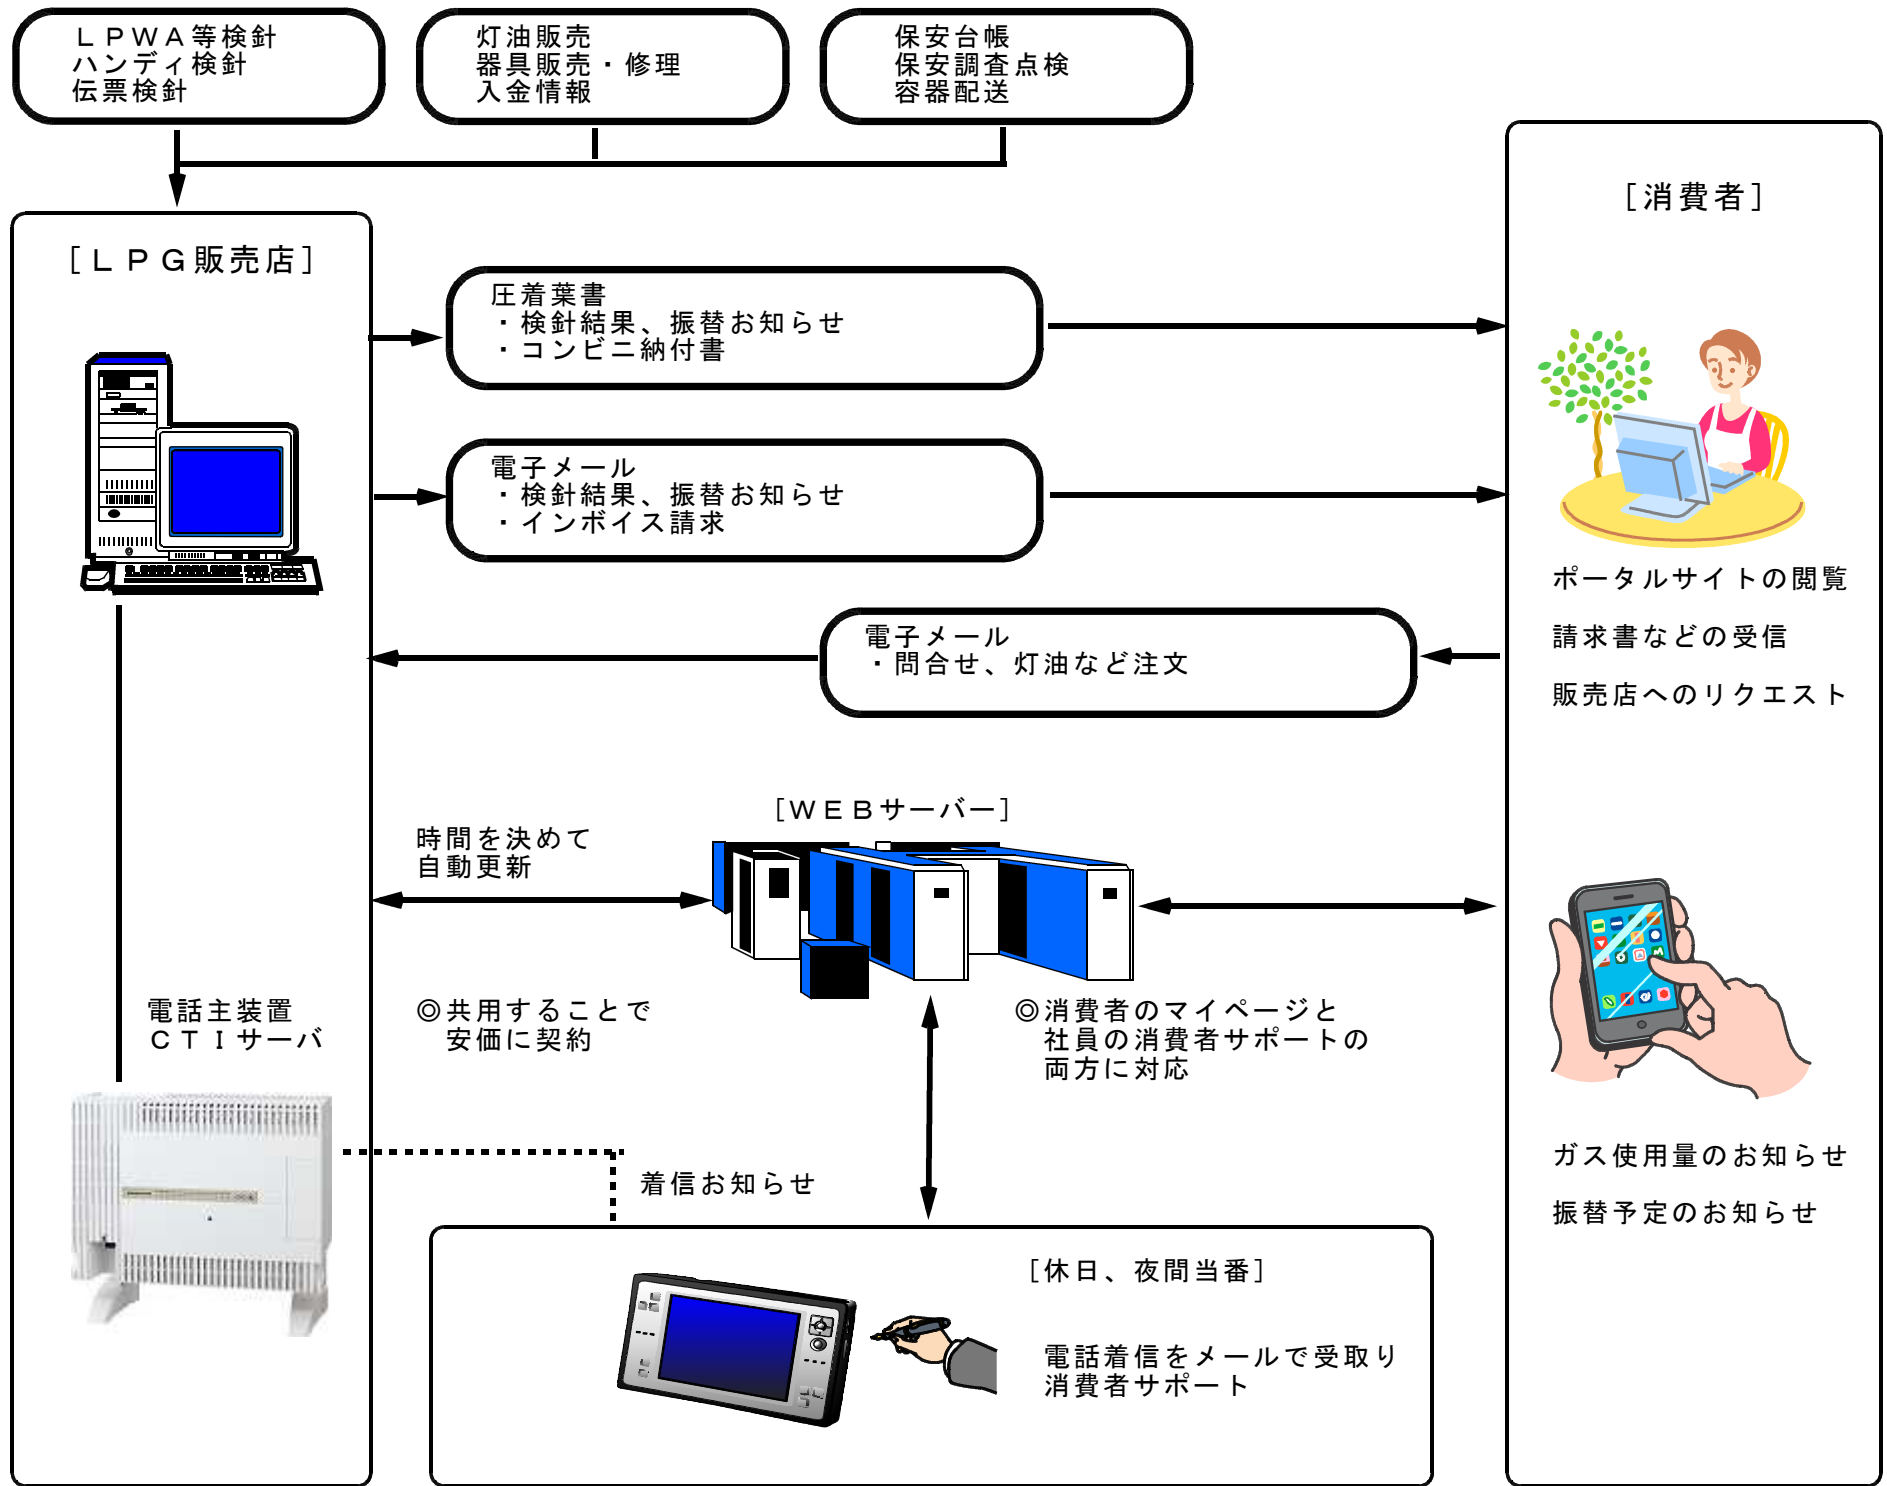 ＬＰＷＡ等検針
ハンディ検針
伝票検針
灯油販売
器具販売・修理
入金情報
保安台帳
保安調査点検
容器配送
［ＬＰＧ販売店］
［消費者］
圧着葉書
・検針結果、振替お知らせ
・コンビニ納付書
電子メール
・検針結果、振替お知らせ
・インボイス請求
電子メール
・問合せ、灯油など注文
ポータルサイトの閲覧
請求書などの受信
販売店へのリクエスト
［ＷＥＢサーバー］
時間を決めて
自動更新
◎共用することで
安価に契約
◎消費者のマイページと
社員の消費者サポートの
両方に対応
電話主装置
ＣＴＩサーバ
着信お知らせ
ガス使用量のお知らせ
振替予定のお知らせ
［休日、夜間当番］
電話着信をメールで受取り
消費者サポート